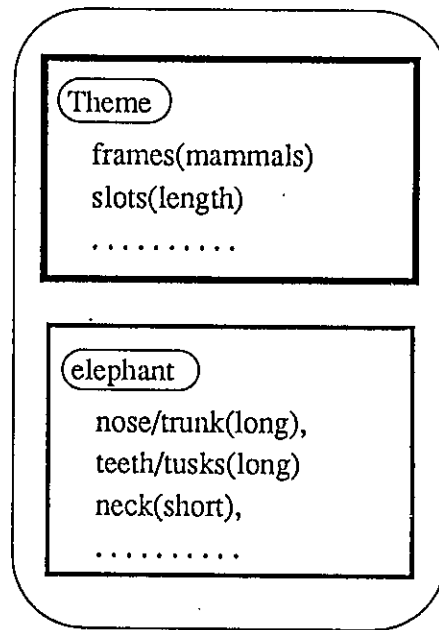 Theme
frames(mammals)
slots(length)
..........
elephant
nose/trunk(long),
teeth/tusks(long)
neck(short),
..........